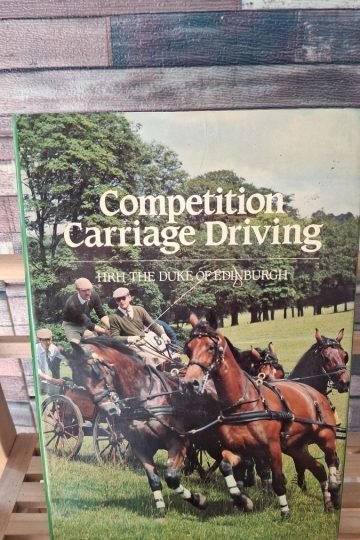 Competition
Carriage Driving
HRH THE DUKE OF EDINBURGH